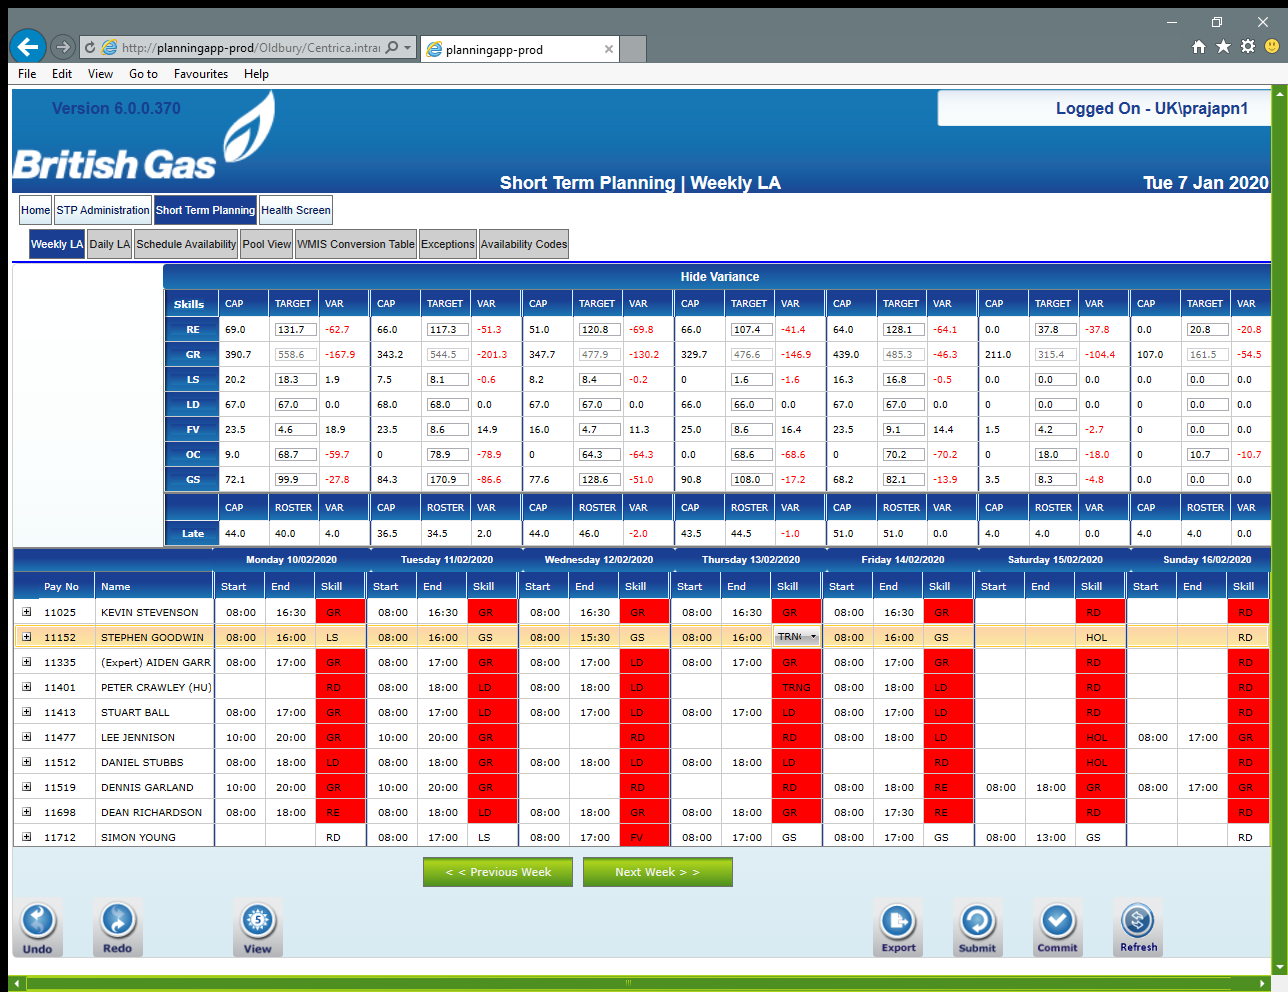 http://planningapp-prod/Oldbury/Centrica.intran
planningapp-prod
File Edit View Go to Favourites Help
Version 6.0.0.370
Logged On - UK\prajapn1
British Gas
Short Term Planning | Weekly LA
Tue 7 Jan 2020
Home STP Administration Short Term Planning Health Screen
Weekly LA Daily LA Schedule Availability Pool View WMIS Conversion Table Exceptions Availability Codes
Hide Variance
Skills CAP TARGET VAR CAP TARGET VAR CAP TARGET VAR CAP TARGET VAR CAP TARGET VAR CAP TARGET VAR CAP TARGET VAR
RE 69.0 131.7 -62.7 66.0 117.3 -51.3 51.0 120.8 -69.8 66.0 107.4 -41.4 64.0 128.1 -64.1 0.0 37.8 -37.8 0.0 20.8 -20.8
GR 390.7 558.6 -167.9 343.2 544.5 -201.3 347.7 477.9 -130.2 329.7 476.6 -146.9 439.0 485.3 -46.3 211.0 315.4 -104.4 107.0 161.5 -54.5
LS 20.2 18.3 1.9 7.5 8.1 -0.6 8.2 8.4 -0.2 0 1.6 -1.6 16.3 16.8 -0.5 0.0 0.0 0.0 0.0 0.0 0.0
LD 67.0 67.0 0.0 68.0 68.0 0.0 67.0 67.0 0.0 66.0 66.0 0.0 67.0 67.0 0.0 0 0.0 0.0 0 0.0 0.0
FV 23.5 4.6 18.9 23.5 8.6 14.9 16.0 4.7 11.3 25.0 8.6 16.4 23.5 9.1 14.4 1.5 4.2 -2.7 0 0.0 0.0
OC 9.0 68.7 -59.7 0 78.9 -78.9 0 64.3 -64.3 0.0 68.6 -68.6 0 70.2 -70.2 0 18.0 -18.0 0 10.7 -10.7
GS 72.1 99.9 -27.8 84.3 170.9 -86.6 77.6 128.6 -51.0 90.8 108.0 -17.2 68.2 82.1 -13.9 3.5 8.3 -4.8 0.0 0.0 0.0
CAP ROSTER VAR CAP ROSTER VAR CAP ROSTER VAR CAP ROSTER VAR CAP ROSTER VAR CAP ROSTER VAR CAP ROSTER VAR
Late 44.0 40.0 4.0 36.5 34.5 2.0 44.0 46.0 -2.0 43.5 44.5 -1.0 51.0 51.0 0.0 4.0 4.0 0.0 4.0 4.0 0.0
Monday 10/02/2020 Tuesday 11/02/2020 Wednesday 12/02/2020 Thursday 13/02/2020 Friday 14/02/2020 Saturday 15/02/2020 Sunday 16/02/2020
Pay No Name Start End Skill Start End Skill Start End Skill Start End Skill Start End Skill Start End Skill Start End Skill
11025 KEVIN STEVENSON 08:00 16:30 GR 08:00 16:30 GR 08:00 16:30 GR 08:00 16:30 GR 08:00 16:30 GR RD RD
11152 STEPHEN GOODWIN 08:00 16:00 LS 08:00 16:00 GS 08:00 15:30 GS 08:00 16:00 TRNG 08:00 16:00 GS HOL RD
11335 (Expert) AIDEN GARR 08:00 17:00 GR 08:00 17:00 GR 08:00 17:00 LD 08:00 17:00 GR 08:00 17:00 GR RD RD
11401 PETER CRAWLEY (HU) RD 08:00 18:00 LD 08:00 18:00 LD TRNG 08:00 18:00 LD RD RD
11413 STUART BALL 08:00 17:00 GR 08:00 17:00 LD 08:00 17:00 LD 08:00 17:00 LD 08:00 17:00 LD RD RD
11477 LEE JENNISON 10:00 20:00 GR 10:00 20:00 GR RD RD 08:00 18:00 LD HOL 08:00 17:00 GR
11512 DANIEL STUBBS 08:00 18:00 LD 08:00 18:00 LD 08:00 18:00 LD 08:00 18:00 LD RD HOL RD
11519 DENNIS GARLAND 10:00 20:00 GR 10:00 20:00 GR RD RD 08:00 18:00 RE 08:00 18:00 GR 08:00 17:00 GR
11698 DEAN RICHARDSON 08:00 18:00 RE 08:00 18:00 LD 08:00 18:00 GR 08:00 18:00 GR 08:00 17:30 RE RD RD
11712 SIMON YOUNG RD 08:00 17:00 LS 08:00 17:00 FV 08:00 17:00 GS 08:00 17:00 GS 08:00 13:00 GS RD
< < Previous Week Next Week > >
Undo Redo 5 View Export Submit Commit Refresh